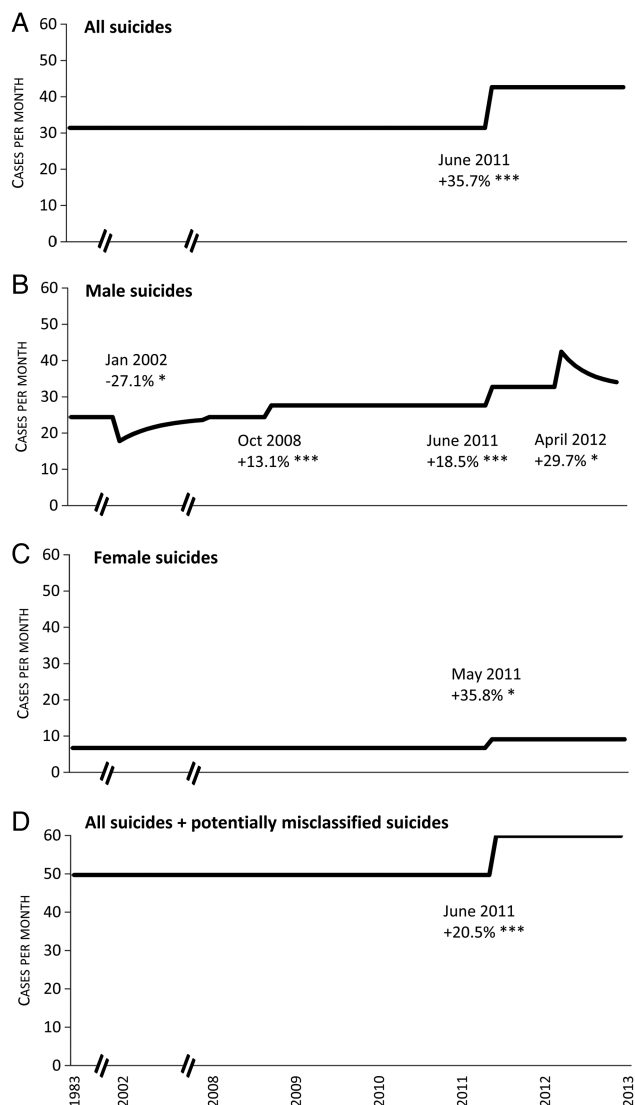 A
All suicides
60
50
40
30
20
10
0
CASES PER MONTH
June 2011
+35.7% ***
B
Male suicides
60
50
40
30
20
10
0
CASES PER MONTH
Jan 2002
-27.1% *
Oct 2008
+13.1% ***
June 2011
+18.5% ***
April 2012
+29.7% *
C
Female suicides
60
50
40
30
20
10
0
CASES PER MONTH
May 2011
+35.8% *
D
All suicides + potentially misclassified suicides
60
50
40
30
20
10
0
CASES PER MONTH
June 2011
+20.5% ***
1983
2002
2008
2009
2010
2011
2012
2013